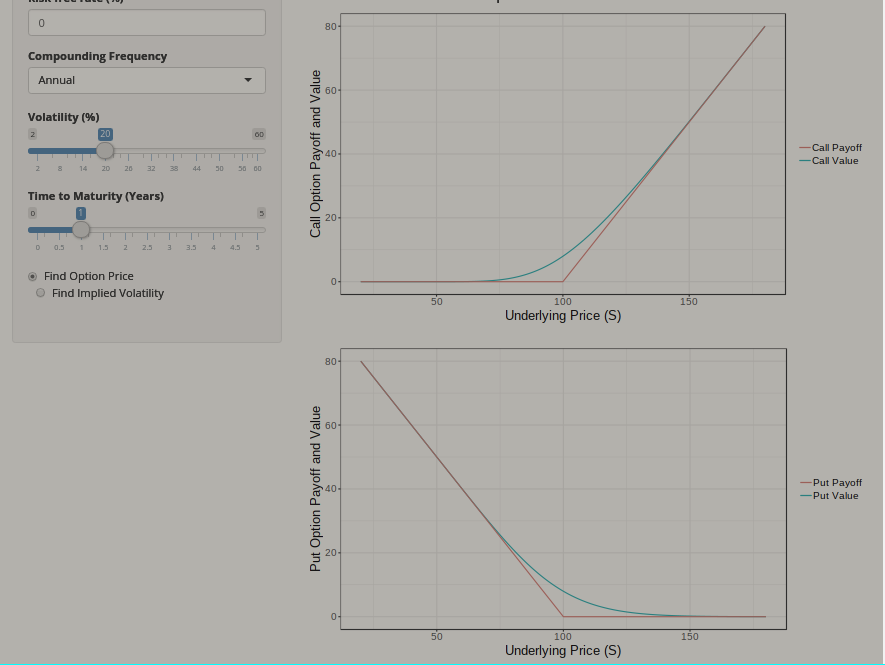 Risk free rate (%)
0
Compounding Frequency
Annual
Volatility (%)
2 20 60
2 8 14 20 26 32 38 44 50 56 60
Time to Maturity (Years)
0 1 5
0 0.5 1 1.5 2 2.5 3 3.5 4 4.5 5
Find Option Price
Find Implied Volatility
Call Option Payoff and Value
80
60
40
20
0
50 100 150
Underlying Price (S)
Call Payoff
Call Value
Put Option Payoff and Value
80
60
40
20
0
50 100 150
Underlying Price (S)
Put Payoff
Put Value